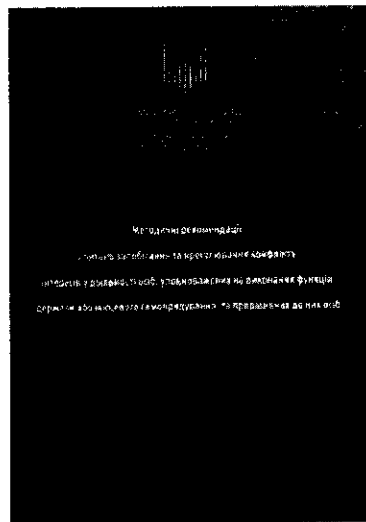 Методичні рекомендації
з питань запобігання та врегулювання конфлікту
інтересів у діяльності осіб, уповноважених на виконання функцій
держави або місцевого самоврядування, та прирівняних до них осіб